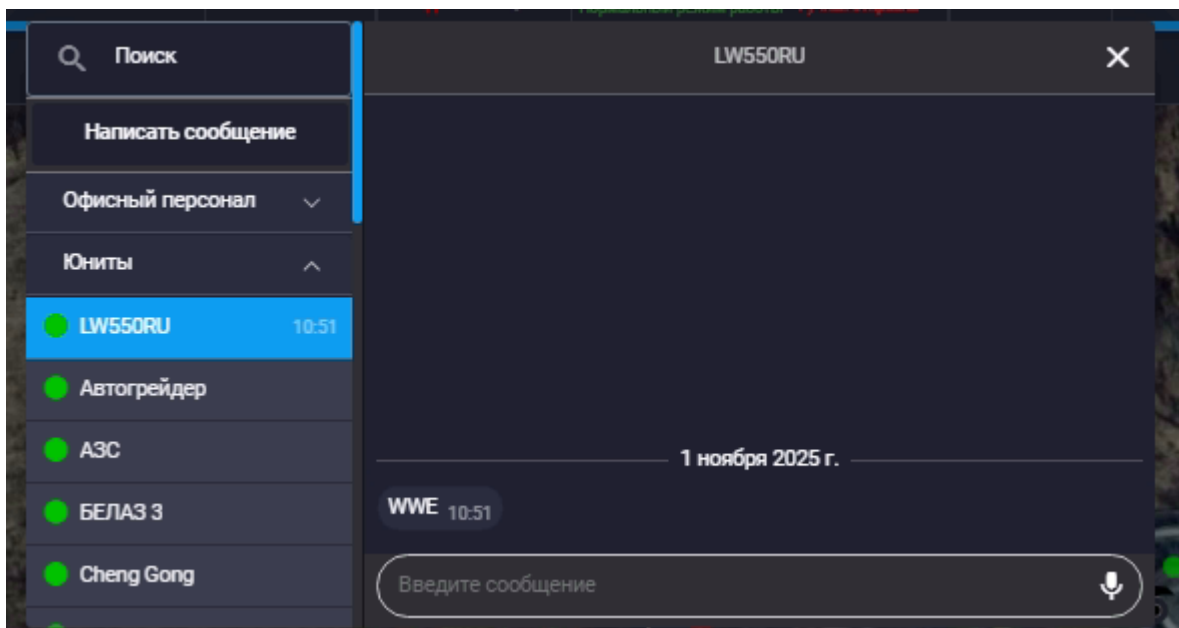 Поиск
Написать сообщение
Офисный персонал
Юниты
LW550RU 10:51
Автогрейдер
АЗС
БЕЛАЗ 3
Cheng Gong
LW550RU
1 ноября 2025 г.
WWE 10:51
Введите сообщение